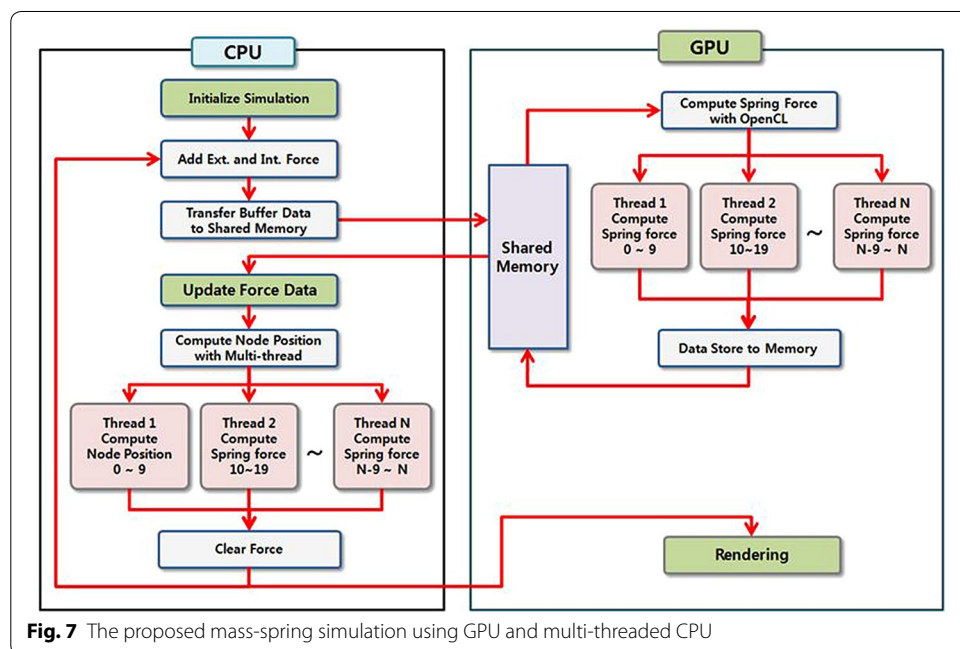 CPU
Initialize Simulation
Add Ext. and Int. Force
Transfer Buffer Data
to Shared Memory
Update Force Data
Compute Node Position
with Multi-thread
Thread 1
Compute
Node Position
0 ~ 9
Thread 2
Compute
Spring force
10~19
~
Thread N
Compute
Spring force
N-9 ~ N
Clear Force
Shared
Memory
GPU
Compute Spring Force
with OpenCL
Thread 1
Compute
Spring force
0 ~ 9
Thread 2
Compute
Spring force
10~19
~
Thread N
Compute
Spring force
N-9 ~ N
Data Store to Memory
Rendering
Fig. 7 The proposed mass-spring simulation using GPU and multi-threaded CPU